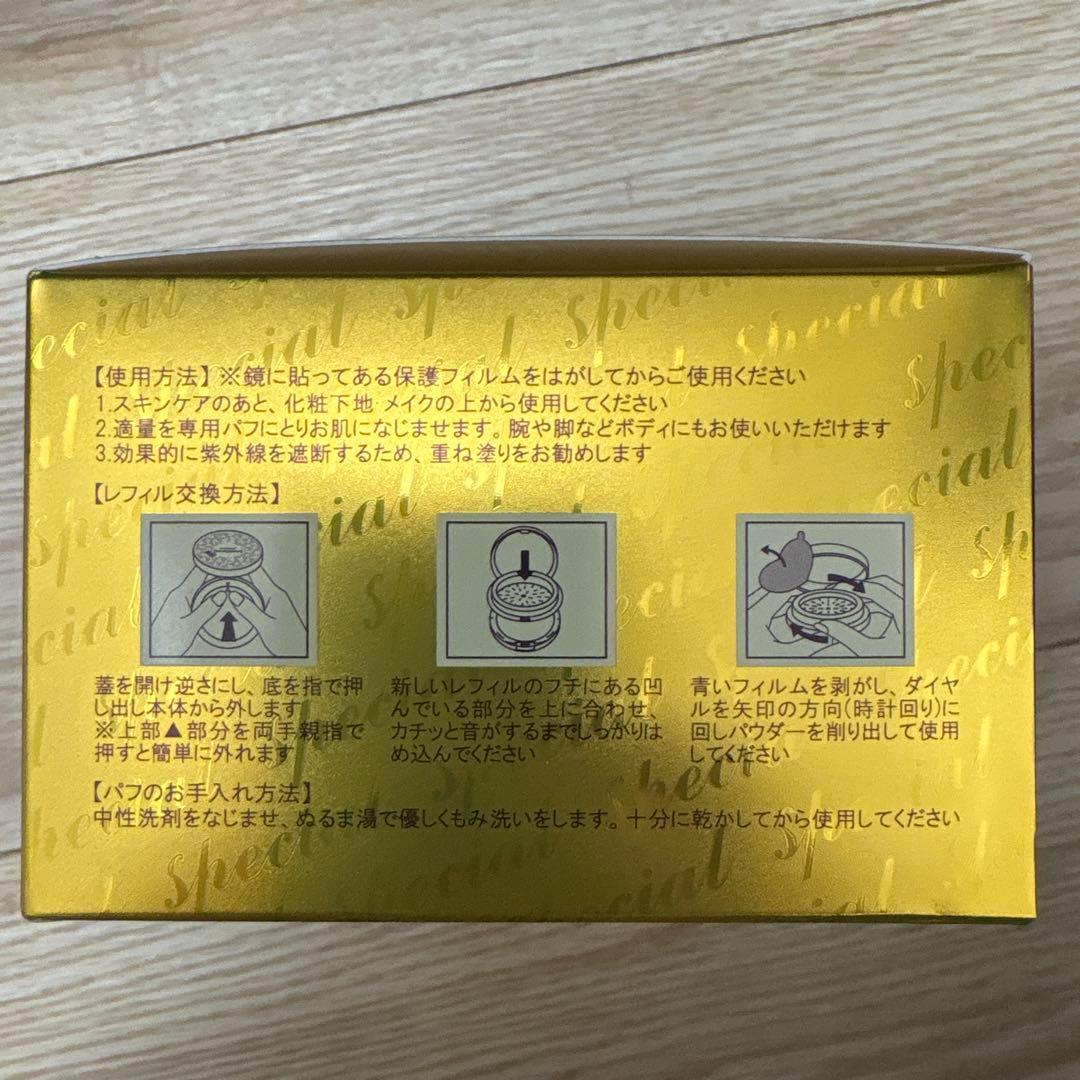 special special special special special
【使用方法】※鏡に貼ってある保護フィルムをはがしてからご使用ください
1.スキンケアのあと、化粧下地 メイクの上から使用してください
2.適量を専用パフにとりお肌になじませます。腕や脚などボディにもお使いいただけます
3.効果的に紫外線を遮断するため、重ね塗りをお勧めします
【レフィル交換方法】
蓋を開け逆さにし、底を指で押
し出し本体から外します
※上部▲部分を両手親指で
押すと簡単に外れます
新しいレフィルのフチにある凹
んでいる部分を上に合わせ、
カチッと音がするまでしっかりは
め込んでください
青いフィルムを剥がし、ダイヤ
ルを矢印の方向(時計回り)に
回しパウダーを削り出して使用
してください
【パフのお手入れ方法】
中性洗剤をなじませ、ぬるま湯で優しくもみ洗いをします。十分に乾かしてから使用してください